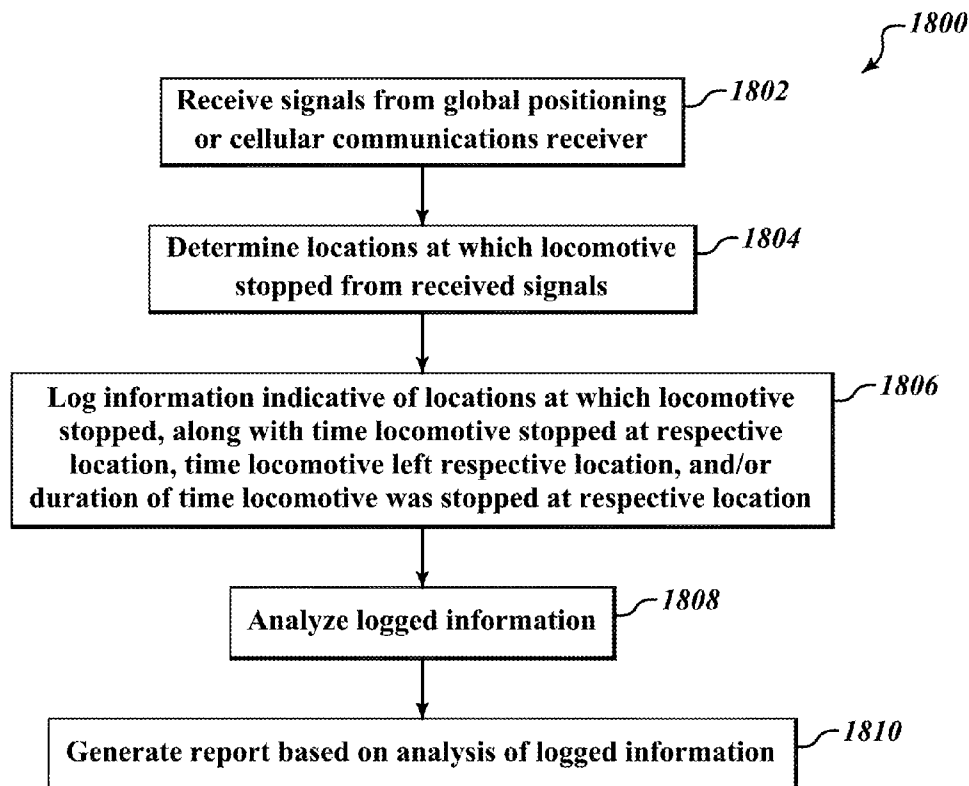 1800
Receive signals from global positioning
or cellular communications receiver
1802
Determine locations at which locomotive
stopped from received signals
1804
Log information indicative of locations at which locomotive
stopped, along with time locomotive stopped at respective
location, time locomotive left respective location, and/or
duration of time locomotive was stopped at respective location
1806
Analyze logged information
1808
Generate report based on analysis of logged information
1810